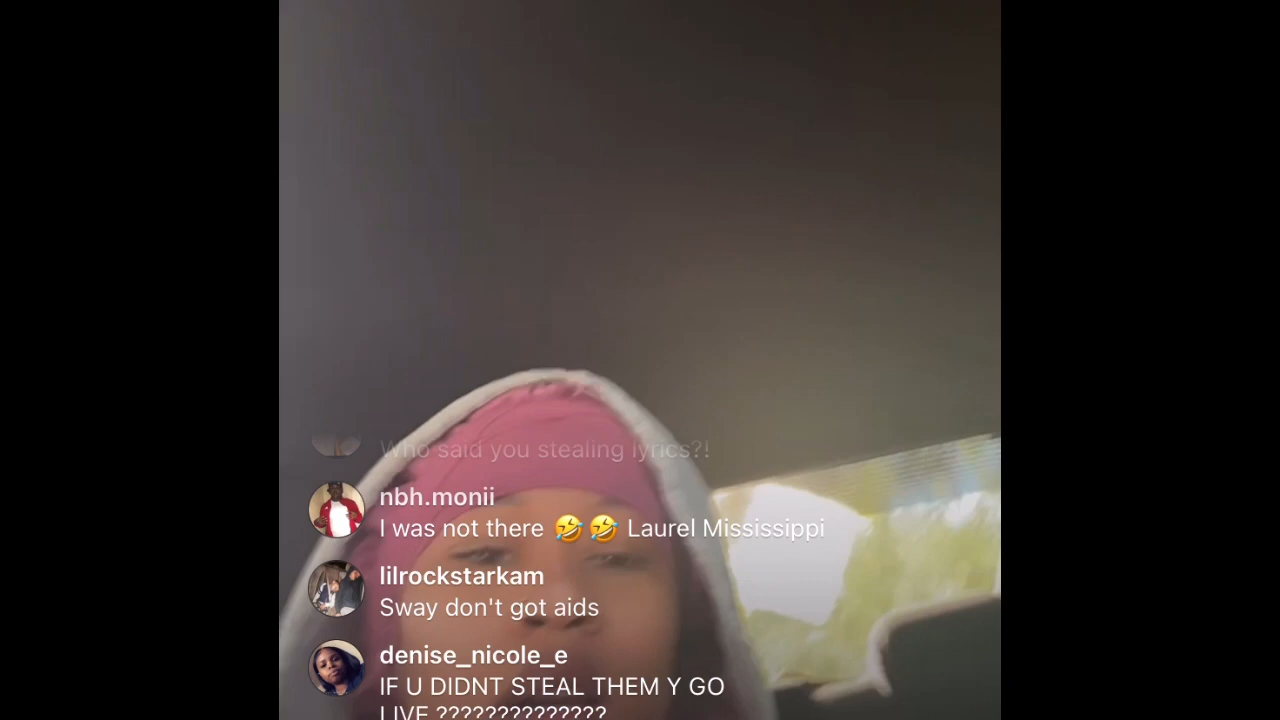 Who said you stealing lyrics?!
nbh.monii
I was not there 🤣🤣 Laurel Mississippi
lilrockstarkam
Sway don't got aids
denise_nicole_e
IF U DIDNT STEAL THEM Y GO
LIVE ??????????????